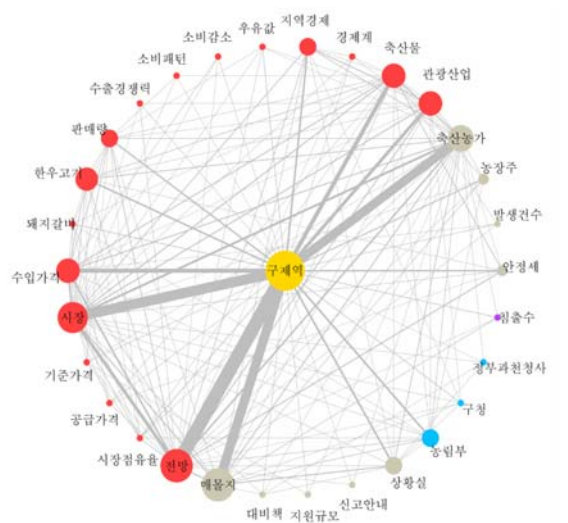 우유값
지역경제
소비감소
경제계
소비패턴
축산물
수출경쟁력
관광산업
판매량
축산농가
한우고기
농장주
돼지갈비
발생건수
수입가격
구제역
안정세
시장
침출수
기준가격
정부과천청사
공급가격
구청
시장점유율
전망
농림부
매몰지
상황실
대비책
지원규모
신고안내